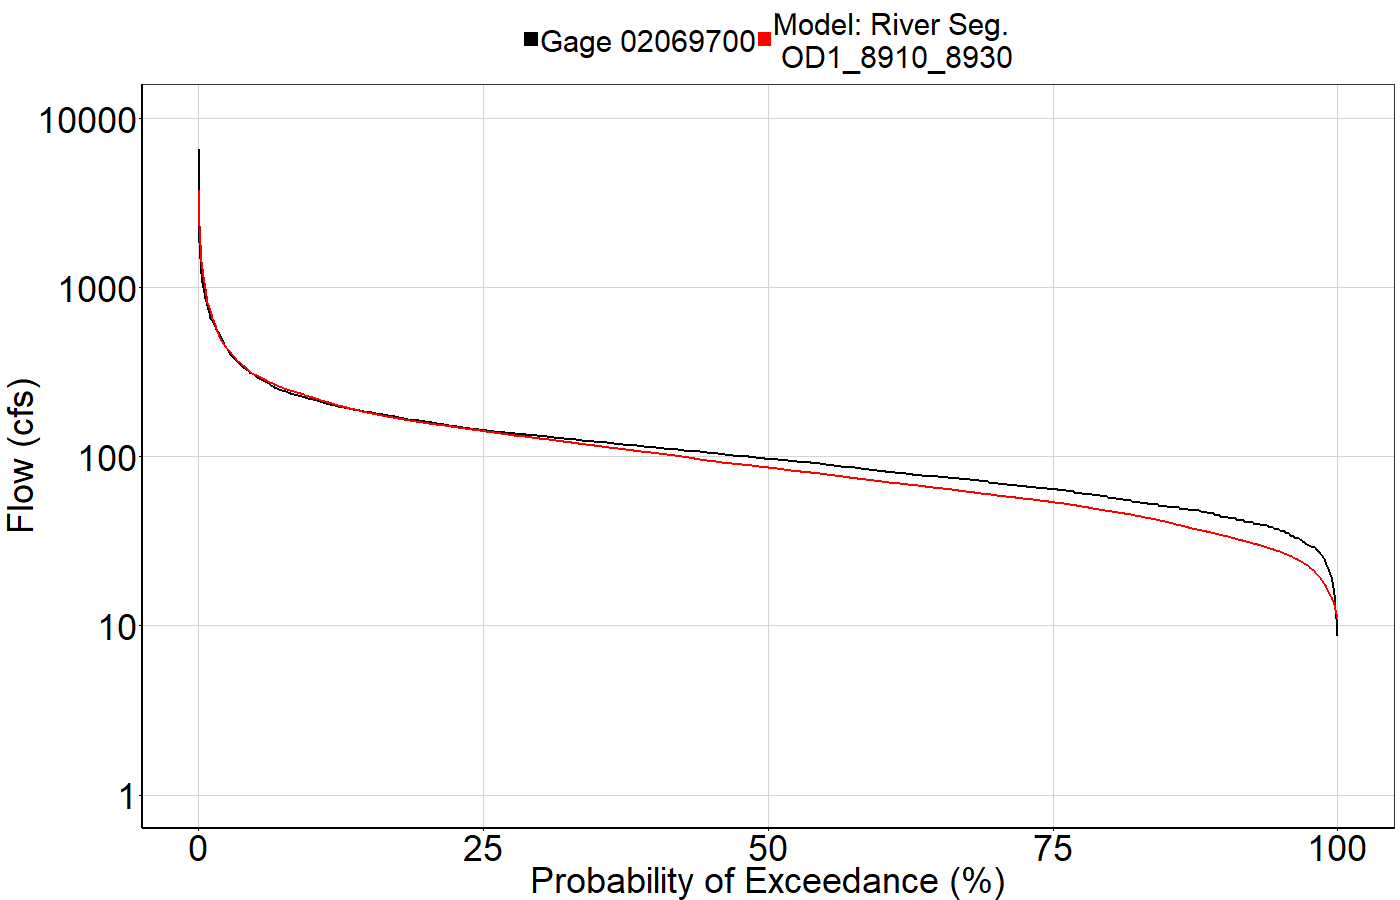 Gage 02069700
Model: River Seg.
OD1_8910_8930
10000
1000
100
10
1
Flow (cfs)
0 25 50 75 100
Probability of Exceedance (%)